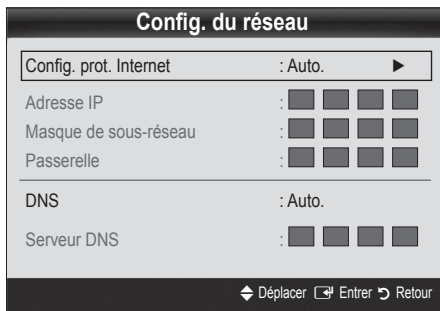 Config. du réseau
Config. prot. Internet : Auto. ►
Adresse IP :
Masque de sous-réseau :
Passerelle :
DNS : Auto.
Serveur DNS :
Déplacer Entrer Retour